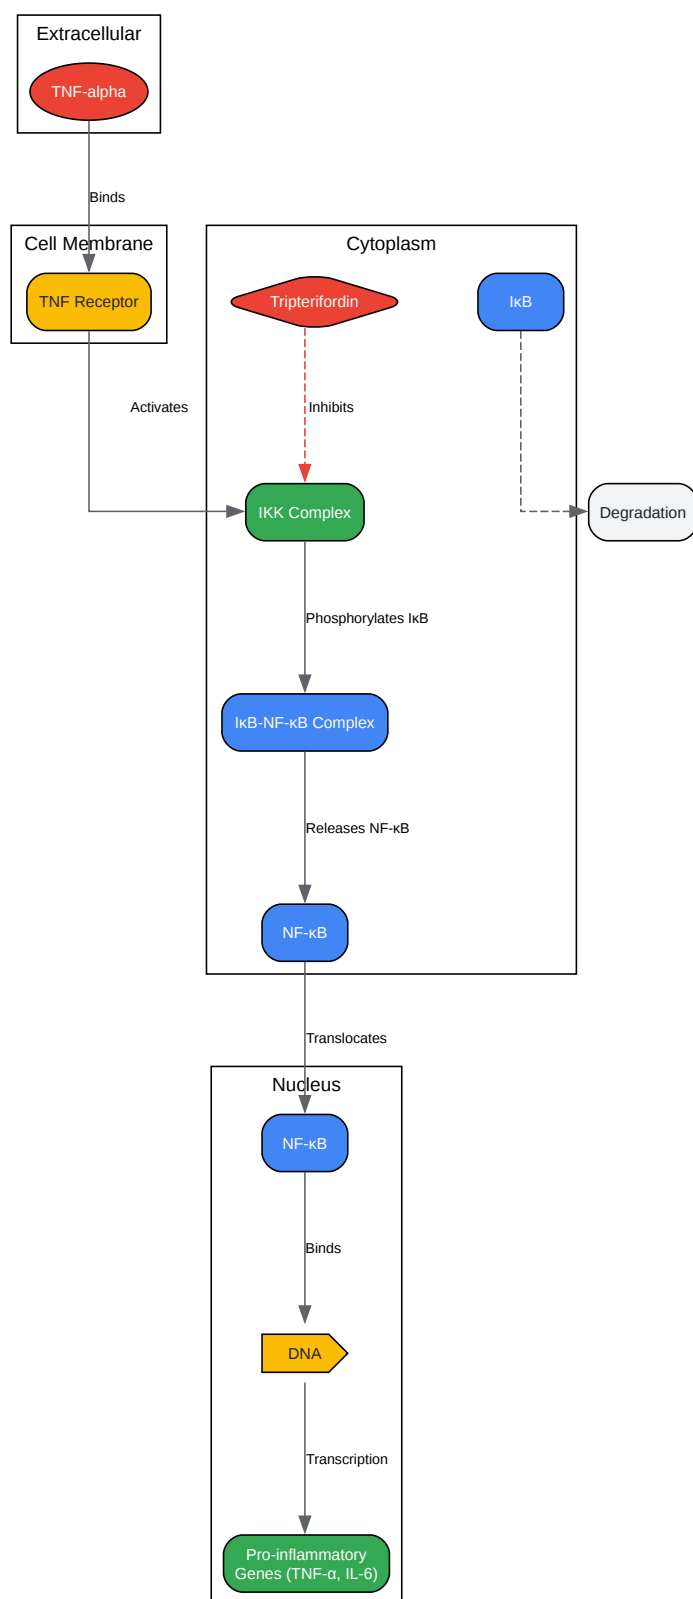 Extracellular
TNF-alpha
Binds
Cell Membrane
TNF Receptor
Activates
Cytoplasm
Tripterifordin
IκB
Inhibits
IKK Complex
Degradation
Phosphorylates IκB
IκB-NF-κB Complex
Releases NF-κB
NF-κB
Translocates
Nucleus
NF-κB
Binds
DNA
Transcription
Pro-inflammatory
Genes (TNF-α, IL-6)